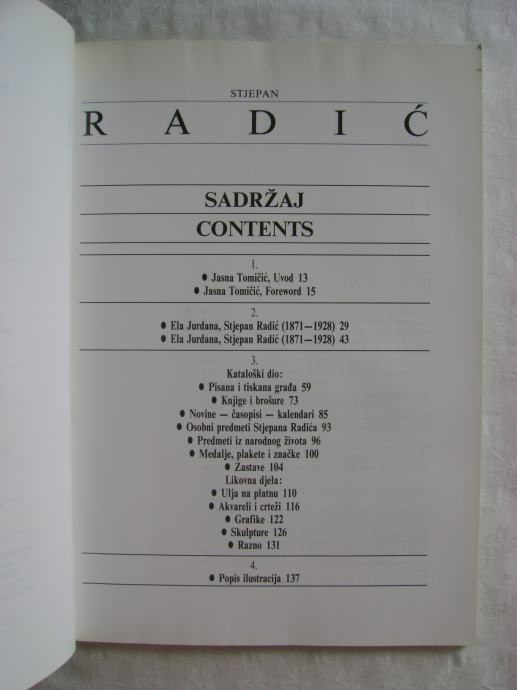 STJEPAN
RADIĆ
SADRŽAJ
CONTENTS
1.
● Jasna Tomičić, Uvod 13
● Jasna Tomičić, Foreword 15
2.
● Ela Jurdana, Stjepan Radić (1871—1928) 29
● Ela Jurdana, Stjepan Radić (1871—1928) 43
3.
Kataloški dio:
● Pisana i tiskana građa 59
● Knjige i brošure 73
● Novine — časopisi — kalendari 85
● Osobni predmeti Stjepana Radića 93
● Predmeti iz narodnog života 96
● Medalje, plakete i značke 100
● Zastave 104
Likovna djela:
● Ulja na platnu 110
● Akvareli i crteži 116
● Grafike 122
● Skulpture 126
● Razno 131
4.
● Popis ilustracija 137